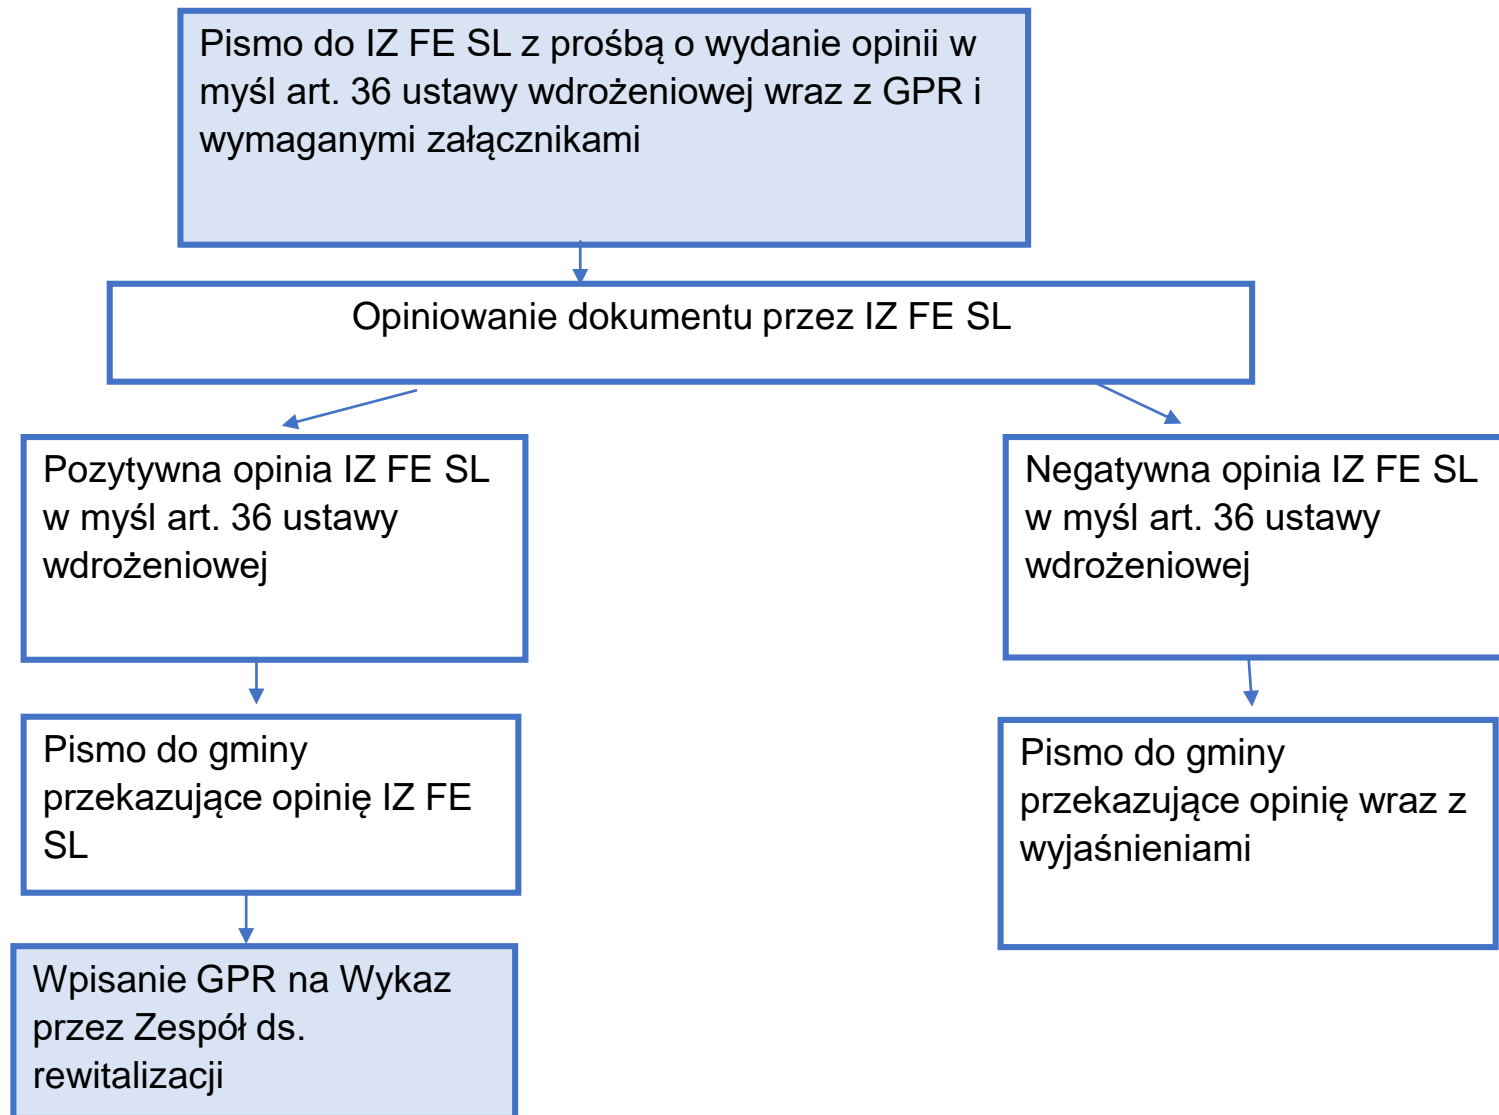 Pismo do IZ FE SL z prośbą o wydanie opinii w
myśl art. 36 ustawy wdrożeniowej wraz z GPR i
wymaganymi załącznikami
Opiniowanie dokumentu przez IZ FE SL
Pozytywna opinia IZ FE SL
w myśl art. 36 ustawy
wdrożeniowej
Negatywna opinia IZ FE SL
w myśl art. 36 ustawy
wdrożeniowej
Pismo do gminy
przekazujące opinię IZ FE
SL
Pismo do gminy
przekazujące opinię wraz z
wyjaśnieniami
Wpisanie GPR na Wykaz
przez Zespół ds.
rewitalizacji